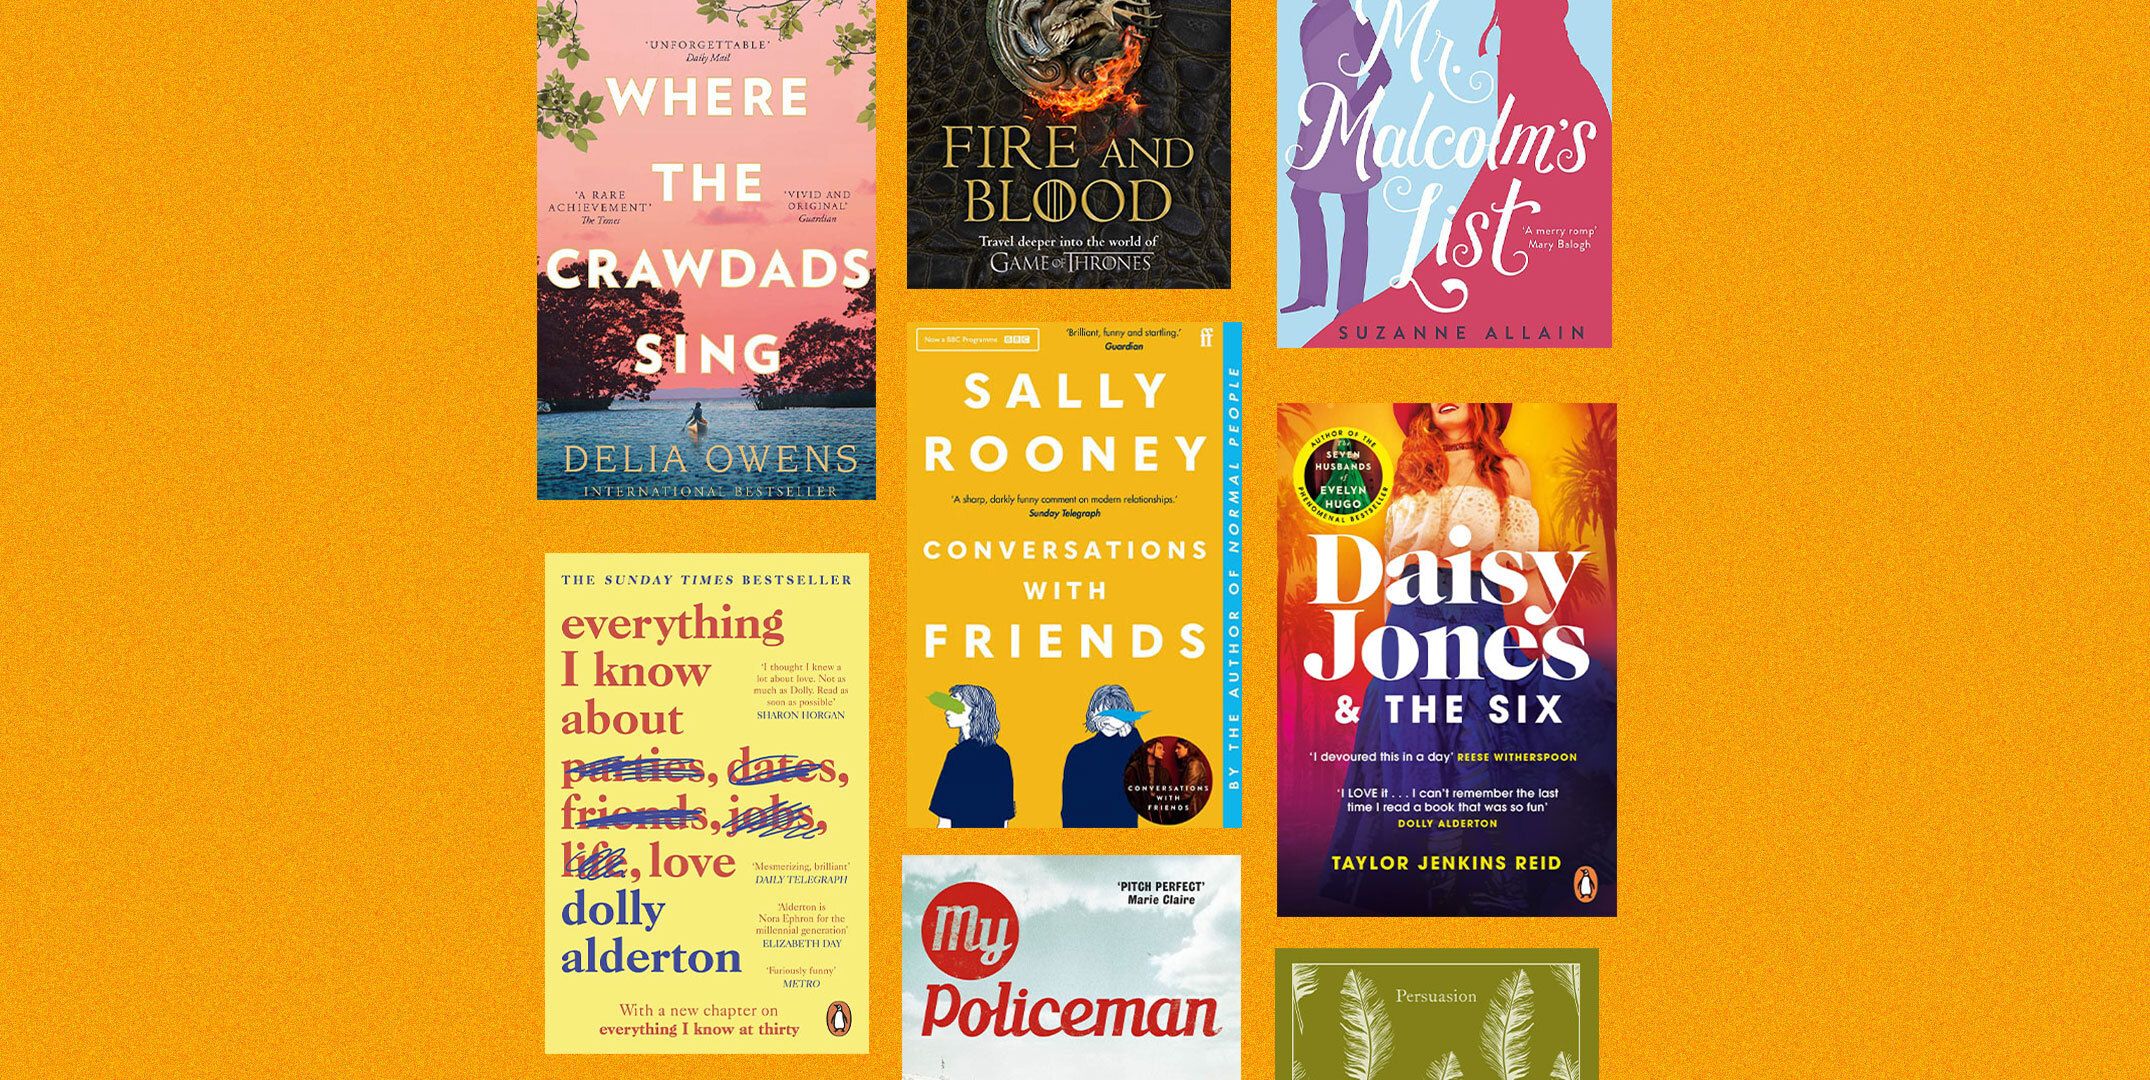 'UNFORGETTABLE'
Daily Mail
WHERE
THE
'A RARE
ACHIEVEMENT'
The Times
'VIVID AND
ORIGINAL'
Guardian
CRAWDADS
SING
DELIA OWENS
INTERNATIONAL BESTSELLER
THE SUNDAY TIMES BESTSELLER
everything
I know
about
parties, dates,
friends, jobs,
life, love
dolly
alderton
'I thought I knew a
lot about love. Not as
much as Dolly. Read as
soon as possible'
SHARON HORGAN
'Mesmerizing, brilliant'
DAILY TELEGRAPH
'Alderton is
Nora Ephron for the
millennial generation'
ELIZABETH DAY
'Furiously funny'
METRO
With a new chapter on
everything I know at thirty
FIRE AND
BLOOD
Travel deeper into the world of
GAME OF THRONES
Now a BBC Programme BBC
'Brilliant, funny and startling.'
Guardian
ff
SALLY
ROONEY
'A sharp, darkly funny comment on modern relationships.'
Sunday Telegraph
CONVERSATIONS
WITH
FRIENDS
CONVERSATIONS
WITH
FRIENDS
BY THE AUTHOR OF NORMAL PEOPLE
'PITCH PERFECT'
Marie Claire
My
Policeman
Mr.
Malcolm's
List
'A merry romp'
Mary Balogh
SUZANNE ALLAIN
AUTHOR OF THE
The
SEVEN
HUSBANDS
of
EVELYN
HUGO
PHENOMENAL BESTSELLER
Daisy
Jones
& THE SIX
'I devoured this in a day' REESE WITHERSPOON
'I LOVE it . . . I can't remember the last
time I read a book that was so fun'
DOLLY ALDERTON
TAYLOR JENKINS REID
Persuasion